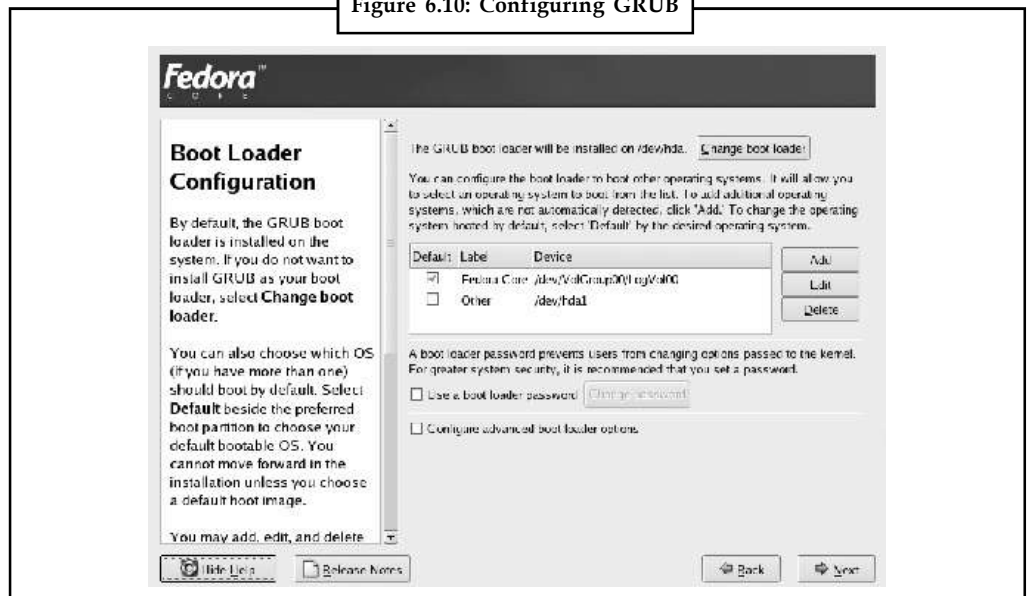 Figure 6.10: Configuring GRUB
Fedora™
CORE
Boot Loader
Configuration
By default, the GRUB boot
loader is installed on the
system. If you do not want to
install GRUB as your boot
loader, select Change boot
loader.
You can also choose which OS
(if you have more than one)
should boot by default. Select
Default beside the preferred
boot partition to choose your
default bootable OS. You
cannot move forward in the
installation unless you choose
a default boot image.
You may add, edit, and delete
The GRUB boot loader will be installed on /dev/hda.
Change boot loader
You can configure the boot loader to boot other operating systems. It will allow you
to select an operating system to boot from the list. To add additional operating
systems, which are not automatically detected, click 'Add.' To change the operating
system booted by default, select 'Default' by the desired operating system.
Default Label Device
Fedora Core /dev/VolGroup00/LogVol00
Other /dev/hda1
Add
Edit
Delete
A boot loader password prevents users from changing options passed to the kernel.
For greater system security, it is recommended that you set a password.
Use a boot loader password Change password
Configure advanced boot loader options
Hide Help
Release Notes
Back
Next